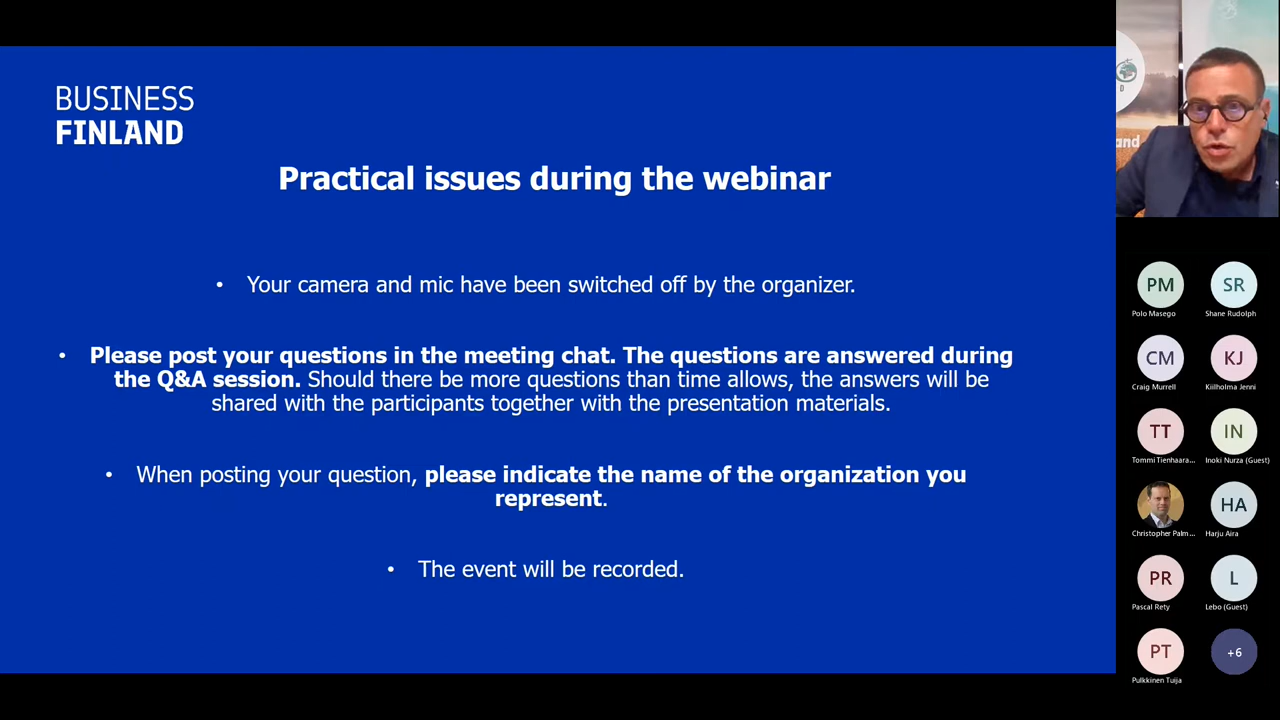 BUSINESS
FINLAND
Practical issues during the webinar
• Your camera and mic have been switched off by the organizer.
• Please post your questions in the meeting chat. The questions are answered during
the Q&A session. Should there be more questions than time allows, the answers will be
shared with the participants together with the presentation materials.
• When posting your question, please indicate the name of the organization you
represent.
• The event will be recorded.
D
and
PM
SR
Polo Masego
Shane Rudolph
CM
KJ
Craig Murrell
Kiilholma Jenni
TT
IN
Tommi Tienhaara...
Inoki Nurza (Guest)
HA
Christopher Palm...
Harju Aira
PR
L
Pascal Rety
Lebo (Guest)
PT
+6
Pulkkinen Tuija